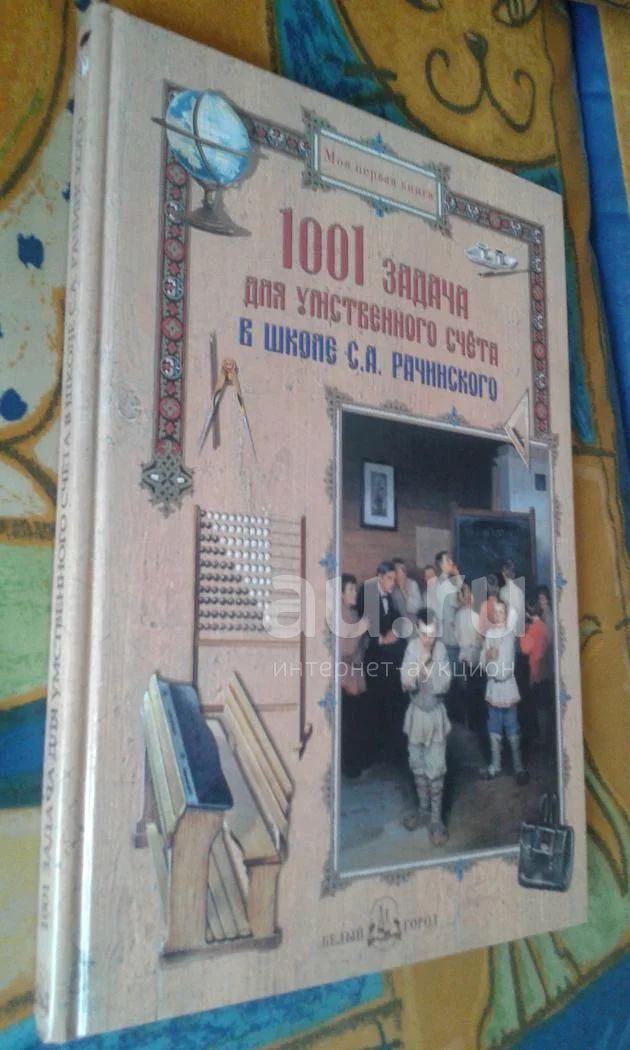 Моя первая книга
1001 ЗАДАЧА
ДЛЯ УМСТВЕННОГО СЧЁТА
В ШКОЛЕ С.А. РАЧИНСКОГО
au.ru
интернет-аукцион
БЕЛЫЙ ГОРОД
1001 ЗАДАЧА ДЛЯ УМСТВЕННОГО СЧЁТА В ШКОЛЕ С.А. РАЧИНСКОГО